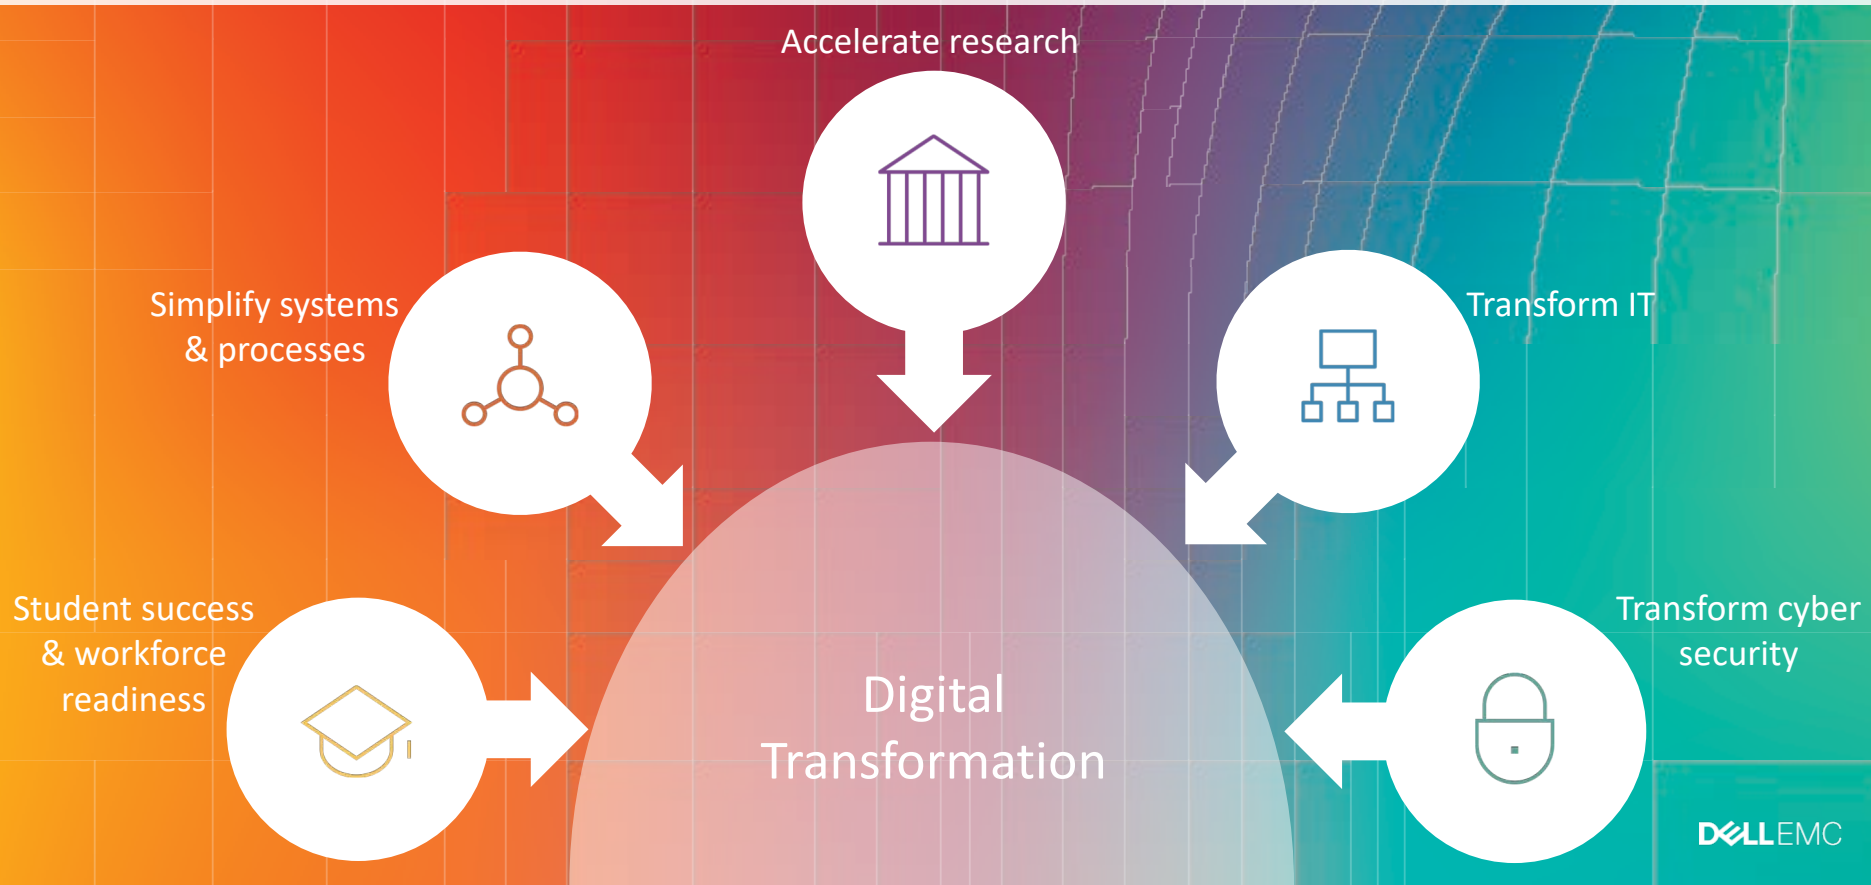 Accelerate research
Simplify systems
& processes
Transform IT
Student success
& workforce
readiness
Transform cyber
security
Digital
Transformation
DELLEMC